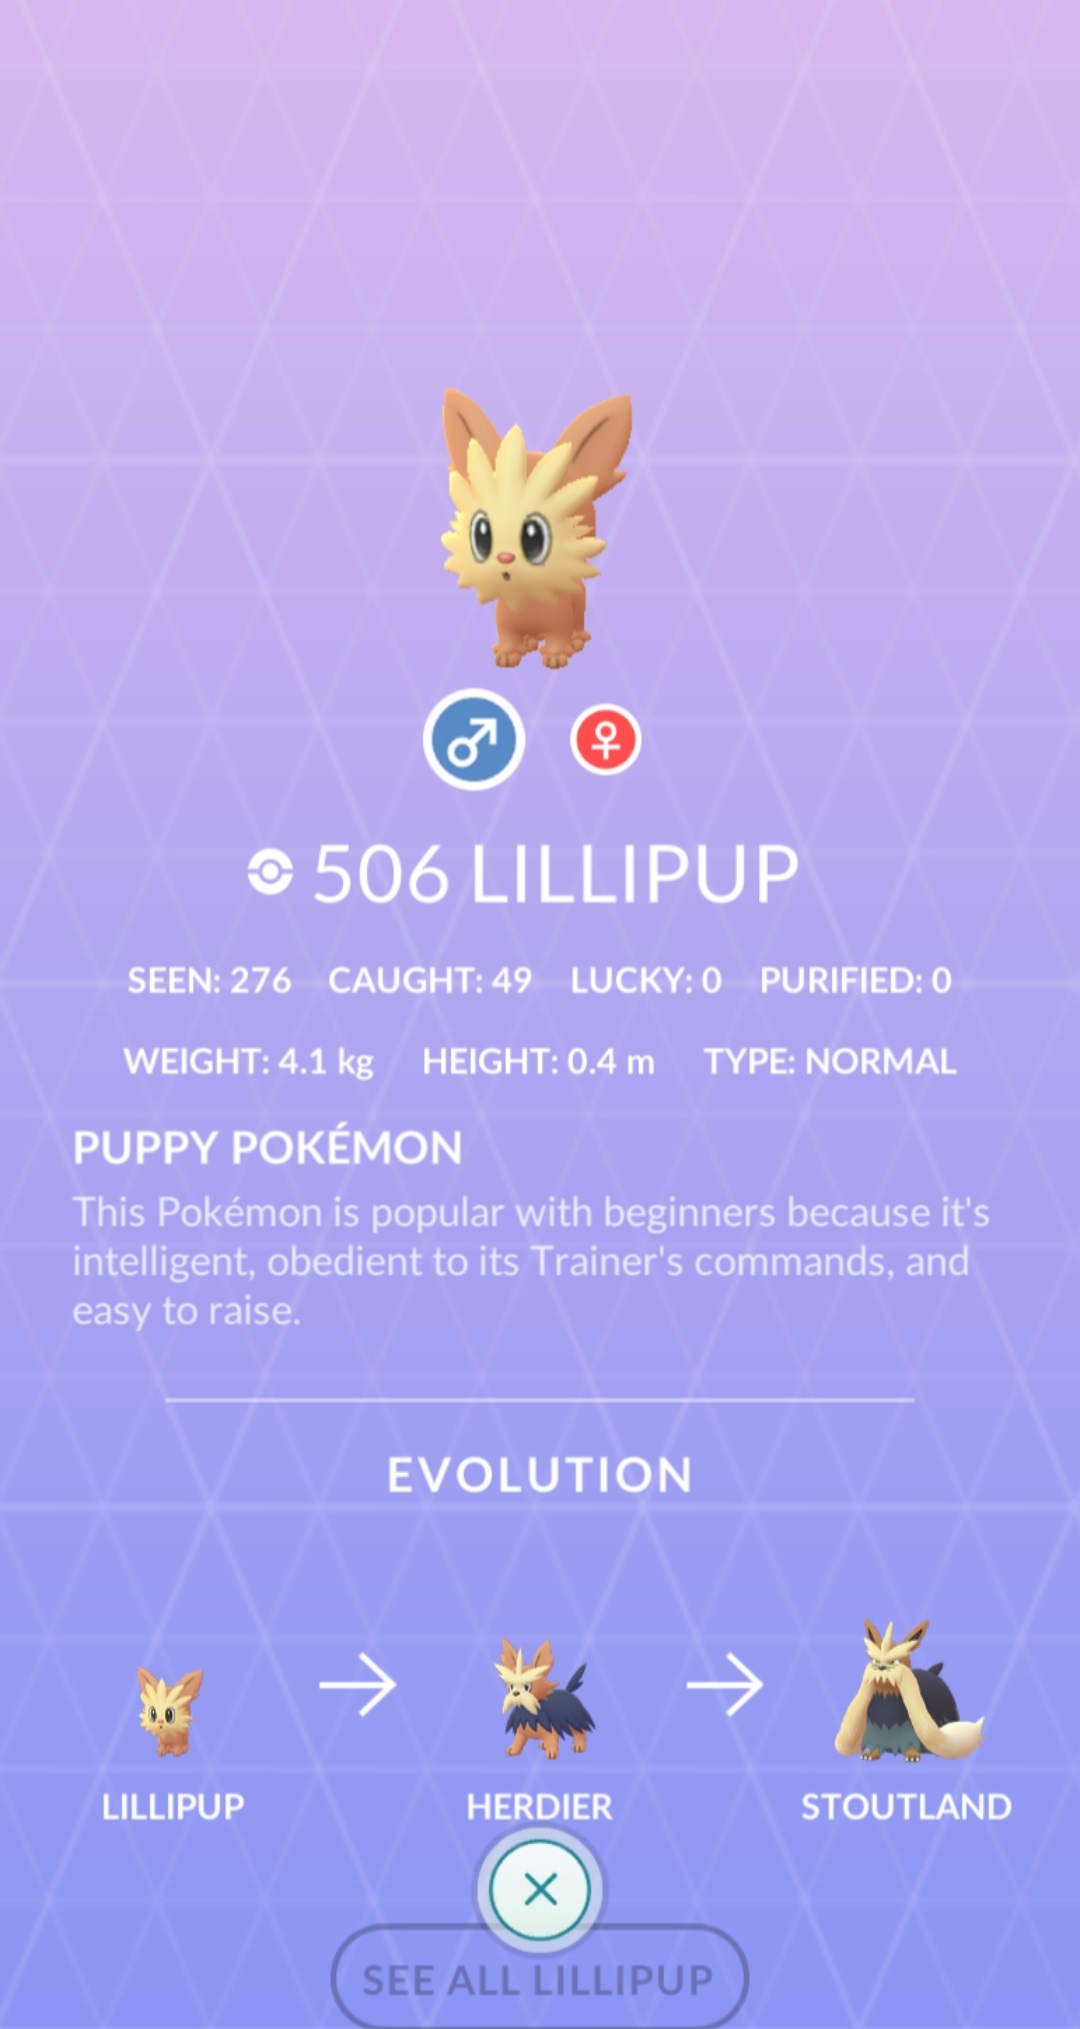 506 LILLIPUP
SEEN: 276 CAUGHT: 49 LUCKY: 0 PURIFIED: 0
WEIGHT: 4.1 kg HEIGHT: 0.4 m TYPE: NORMAL
PUPPY POKÉMON
This Pokémon is popular with beginners because it's
intelligent, obedient to its Trainer's commands, and
easy to raise.
EVOLUTION
LILLIPUP HERDIER STOUTLAND
SEE ALL LILLIPUP